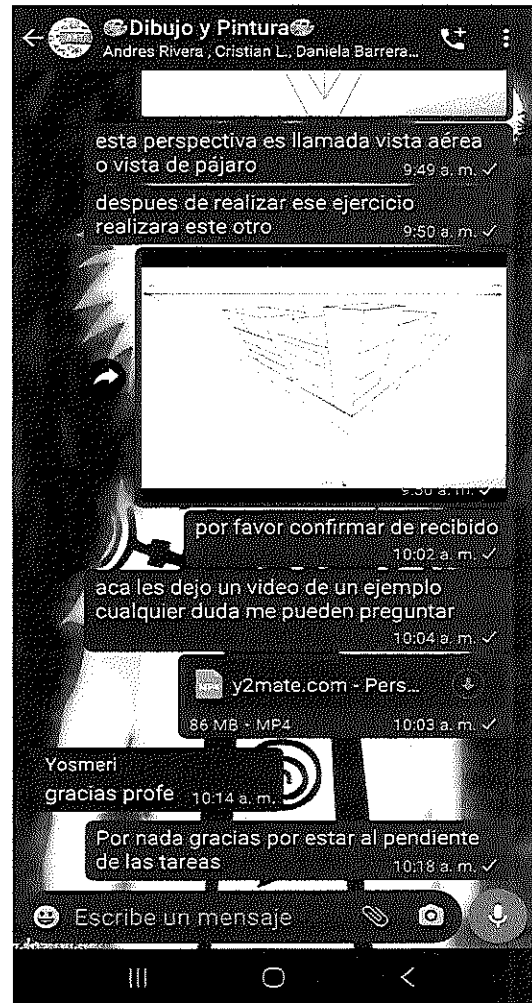 Dibujo y Pintura
Andres Rivera , Cristian L., Daniela Barrera...
esta perspectiva es llamada vista aérea
o vista de pájaro
9:49 a. m.
despues de realizar ese ejercicio
realizara este otro
9:50 a. m.
9:50 a. m.
por favor confirmar de recibido
10:02 a. m.
aca les dejo un video de un ejemplo
cualquier duda me pueden preguntar
10:04 a. m.
MP4 y2mate.com - Pers...
86 MB • MP4 10:03 a. m.
Yosmeri
gracias profe 10:14 a. m.
Por nada gracias por estar al pendiente
de las tareas 10:18 a. m.
Escribe un mensaje